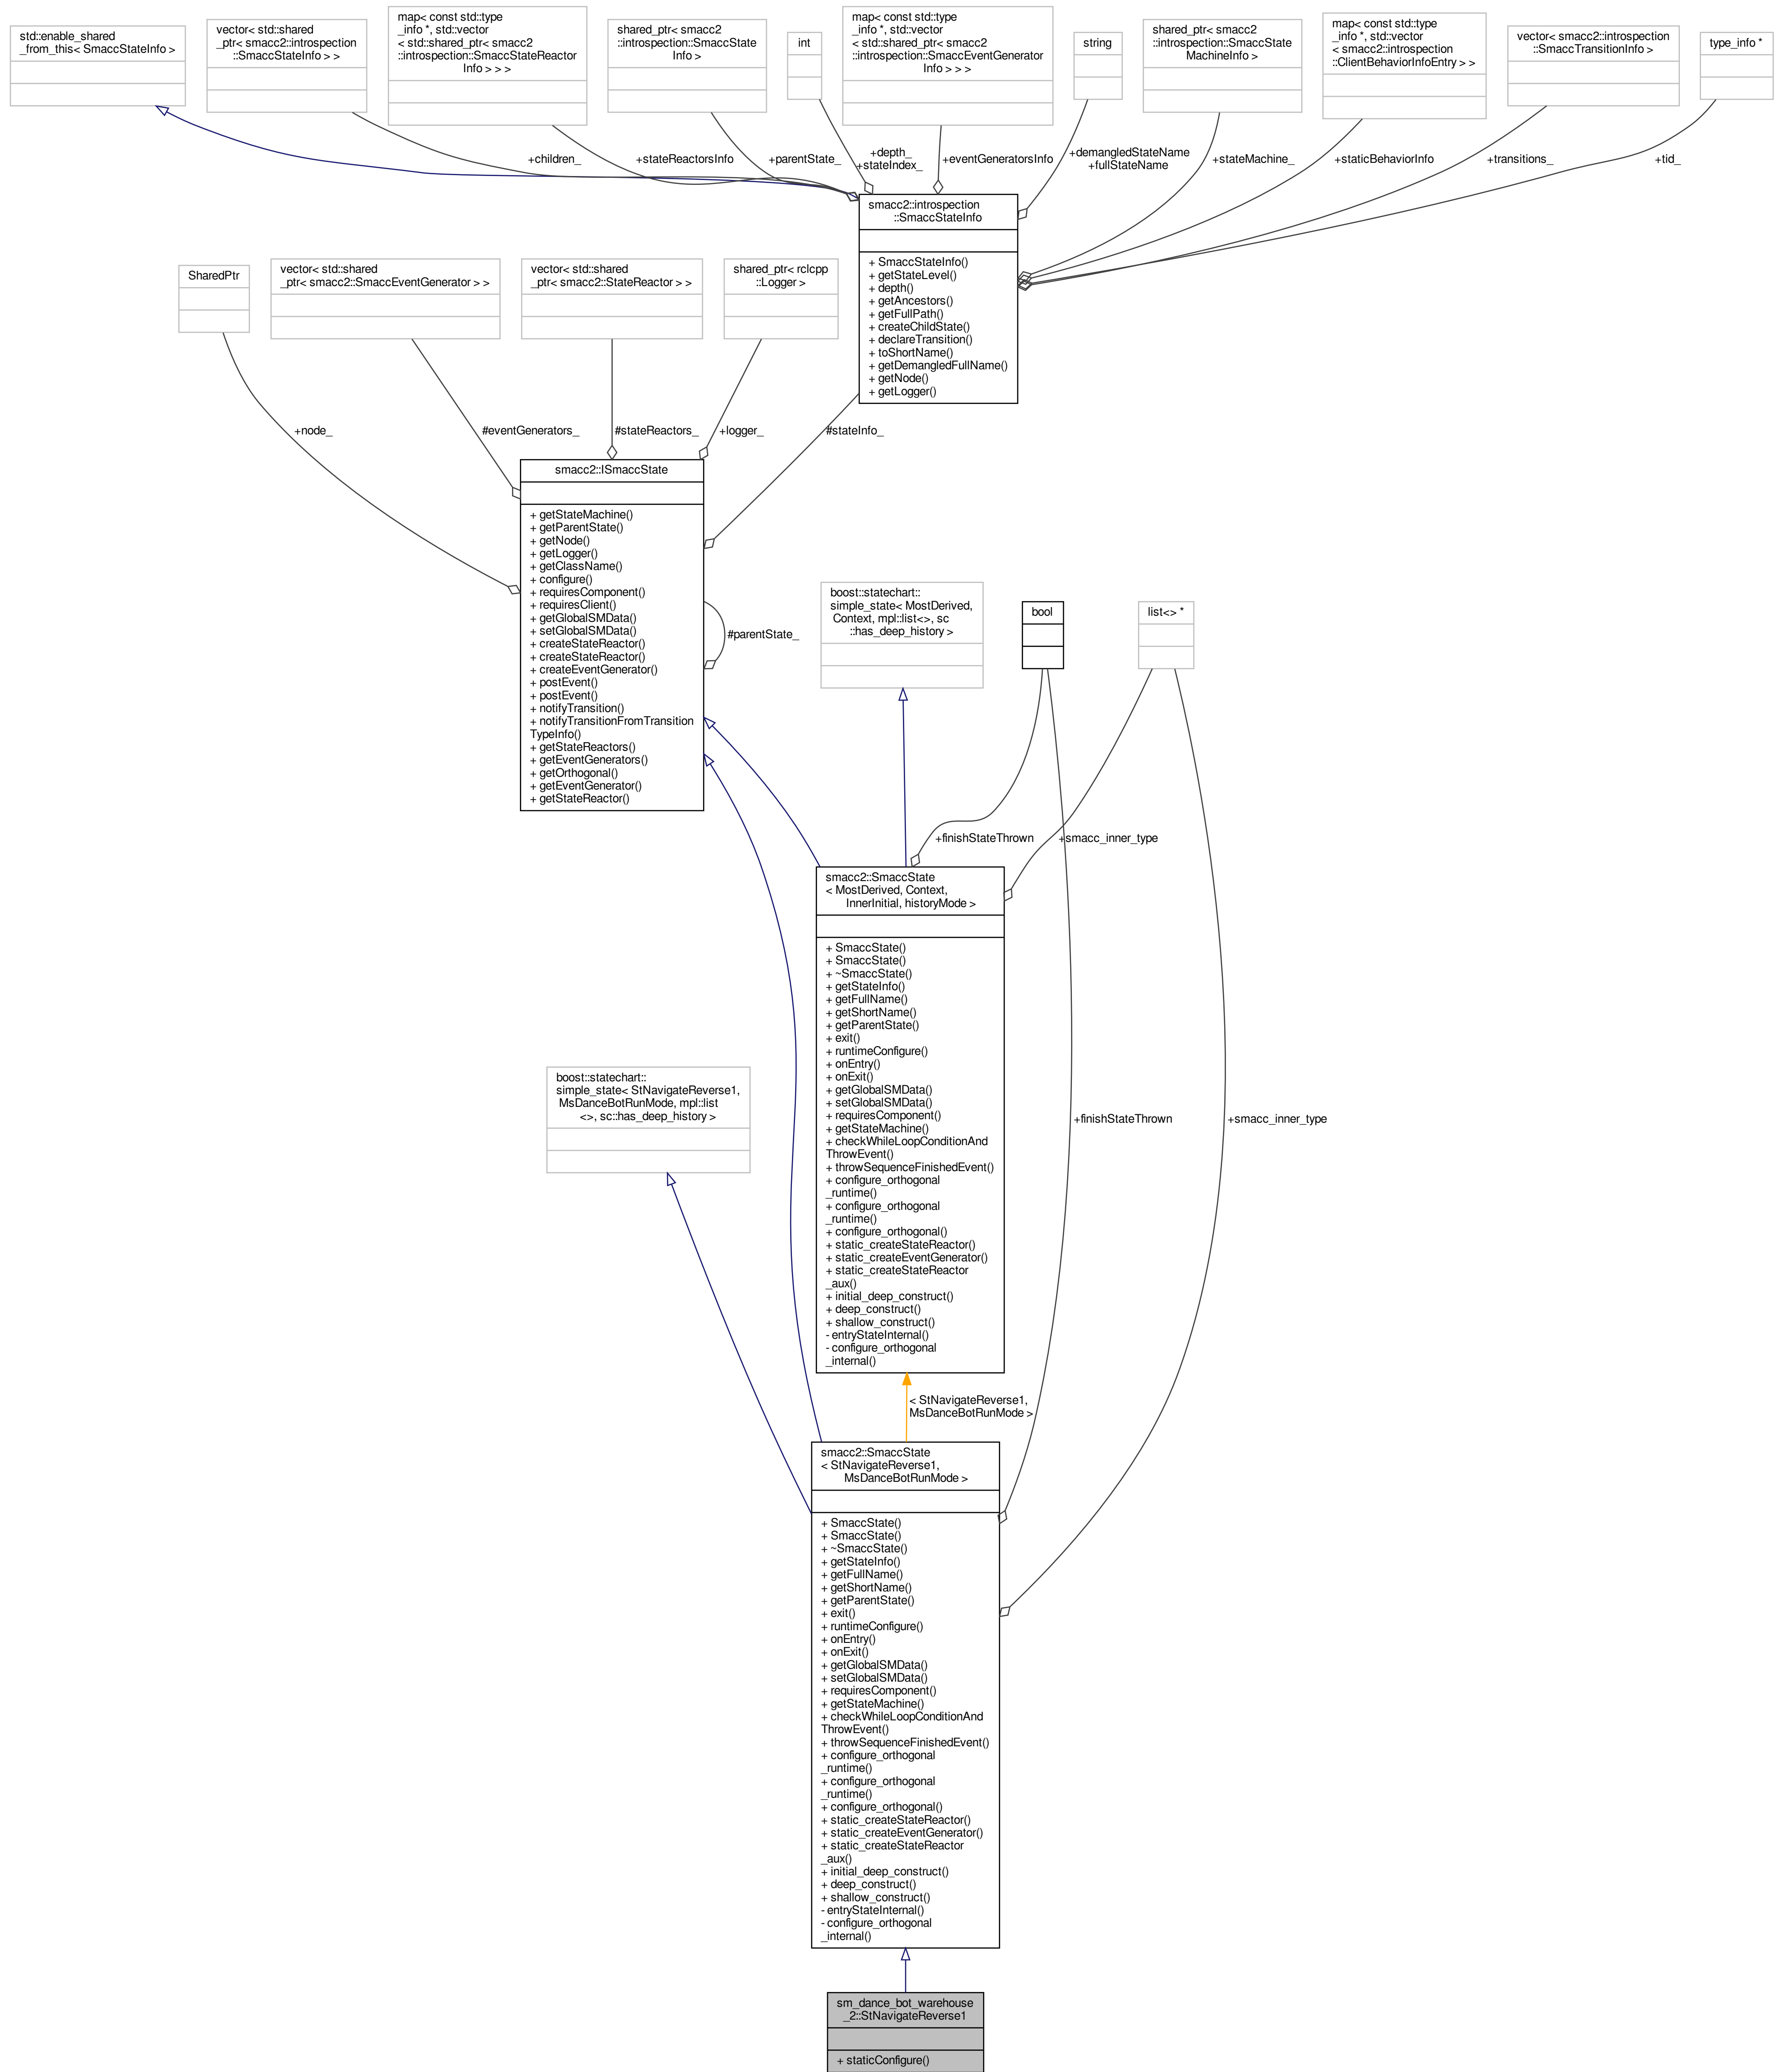 std::enable_shared
_from_this< SmaccStateInfo >
vector< std::shared
_ptr< smacc2::introspection
::SmaccStateInfo > >
map< const std::type
_info *, std::vector
< std::shared_ptr< smacc2
::introspection::SmaccStateReactor
Info > > >
shared_ptr< smacc2
::introspection::SmaccState
Info >
int
map< const std::type
_info *, std::vector
< std::shared_ptr< smacc2
::introspection::SmaccEventGenerator
Info > > >
string
shared_ptr< smacc2
::introspection::SmaccState
MachineInfo >
map< const std::type
_info *, std::vector
< smacc2::introspection
::ClientBehaviorInfoEntry > >
vector< smacc2::introspection
::SmaccTransitionInfo >
type_info *
+children_
+stateReactorsInfo
+parentState_
+depth_
+stateIndex_
+eventGeneratorsInfo
+demangledStateName
+fullStateName
+stateMachine_
+staticBehaviorInfo
+transitions_
+tid_
smacc2::introspection
::SmaccStateInfo
+ SmaccStateInfo()
+ getStateLevel()
+ depth()
+ getAncestors()
+ getFullPath()
+ createChildState()
+ declareTransition()
+ toShortName()
+ getDemangledFullName()
+ getNode()
+ getLogger()
SharedPtr
vector< std::shared
_ptr< smacc2::SmaccEventGenerator > >
vector< std::shared
_ptr< smacc2::StateReactor > >
shared_ptr< rclcpp
::Logger >
+node_
#eventGenerators_
#stateReactors_
+logger_
#stateInfo_
smacc2::ISmaccState
+ getStateMachine()
+ getParentState()
+ getNode()
+ getLogger()
+ getClassName()
+ configure()
+ requiresComponent()
+ requiresClient()
+ getGlobalSMData()
+ setGlobalSMData()
+ createStateReactor()
+ createStateReactor()
+ createEventGenerator()
+ postEvent()
+ postEvent()
+ notifyTransition()
+ notifyTransitionFromTransition
TypeInfo()
+ getStateReactors()
+ getEventGenerators()
+ getOrthogonal()
+ getEventGenerator()
+ getStateReactor()
#parentState_
boost::statechart::
simple_state< MostDerived,
Context, mpl::list<>, sc
::has_deep_history >
bool
list<> *
+finishStateThrown
+smacc_inner_type
smacc2::SmaccState
< MostDerived, Context,
InnerInitial, historyMode >
+ SmaccState()
+ SmaccState()
+ ~SmaccState()
+ getStateInfo()
+ getFullName()
+ getShortName()
+ getParentState()
+ exit()
+ runtimeConfigure()
+ onEntry()
+ onExit()
+ getGlobalSMData()
+ setGlobalSMData()
+ requiresComponent()
+ getStateMachine()
+ checkWhileLoopConditionAnd
ThrowEvent()
+ throwSequenceFinishedEvent()
+ configure_orthogonal
_runtime()
+ configure_orthogonal
_runtime()
+ configure_orthogonal()
+ static_createStateReactor()
+ static_createEventGenerator()
+ static_createStateReactor
_aux()
+ initial_deep_construct()
+ deep_construct()
+ shallow_construct()
- entryStateInternal()
- configure_orthogonal
_internal()
boost::statechart::
simple_state< StNavigateReverse1,
MsDanceBotRunMode, mpl::list
<>, sc::has_deep_history >
+finishStateThrown
+smacc_inner_type
< StNavigateReverse1,
MsDanceBotRunMode >
smacc2::SmaccState
< StNavigateReverse1,
MsDanceBotRunMode >
+ SmaccState()
+ SmaccState()
+ ~SmaccState()
+ getStateInfo()
+ getFullName()
+ getShortName()
+ getParentState()
+ exit()
+ runtimeConfigure()
+ onEntry()
+ onExit()
+ getGlobalSMData()
+ setGlobalSMData()
+ requiresComponent()
+ getStateMachine()
+ checkWhileLoopConditionAnd
ThrowEvent()
+ throwSequenceFinishedEvent()
+ configure_orthogonal
_runtime()
+ configure_orthogonal
_runtime()
+ configure_orthogonal()
+ static_createStateReactor()
+ static_createEventGenerator()
+ static_createStateReactor
_aux()
+ initial_deep_construct()
+ deep_construct()
+ shallow_construct()
- entryStateInternal()
- configure_orthogonal
_internal()
sm_dance_bot_warehouse
_2::StNavigateReverse1
+ staticConfigure()